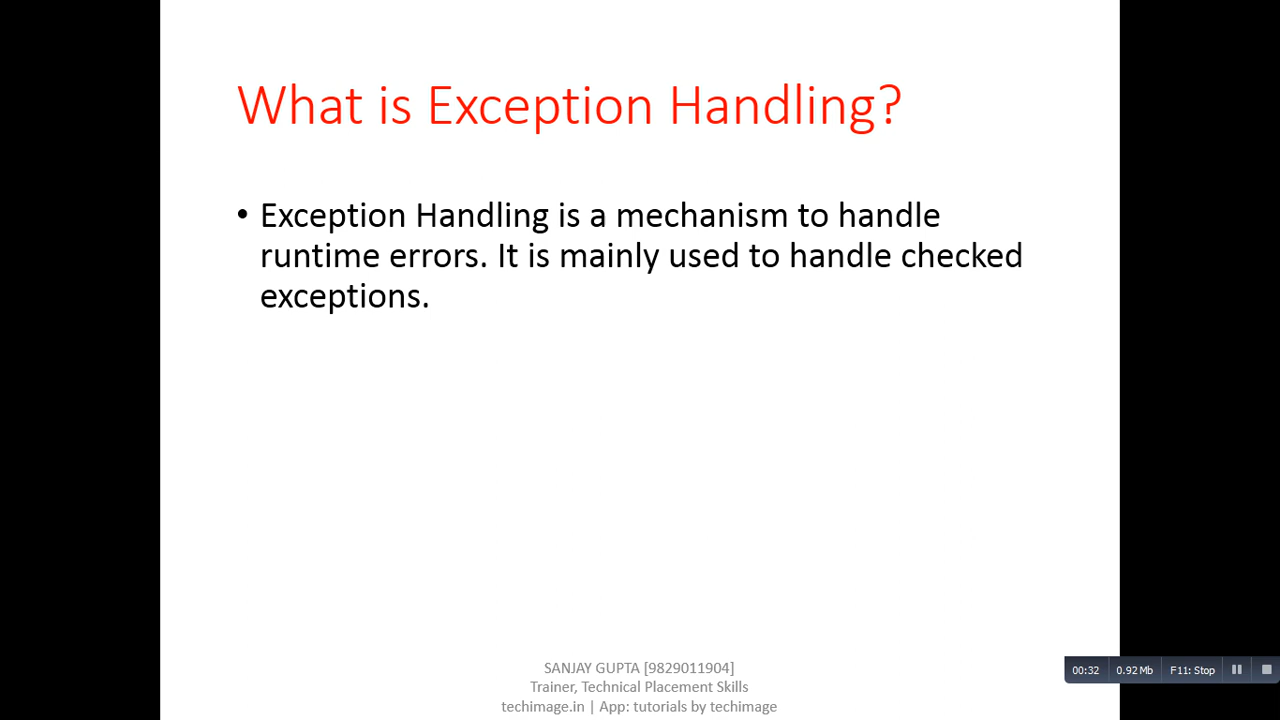 What is Exception Handling?
• Exception Handling is a mechanism to handle
runtime errors. It is mainly used to handle checked
exceptions.
SANJAY GUPTA [9829011904]
Trainer, Technical Placement Skills
techimage.in | App: tutorials by techimage
00:32 0.92 Mb F11: Stop